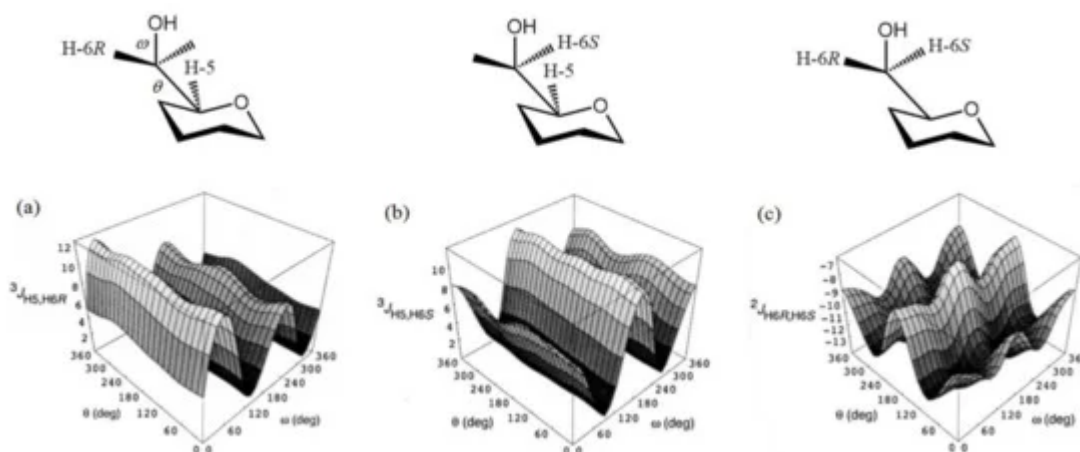 OH
H-6R
ω
H-5
θ
O
OH
H-6S
H-5
O
OH
H-6S
H-6R
O
(a)
12
10
8
6
4
2
³J_H5,H6R
360
300
240
180
120
60
0
θ (deg)
0
60
120
180
240
300
360
ω (deg)
(b)
10
8
6
4
2
³J_H5,H6S
360
300
240
180
120
60
0
θ (deg)
0
60
120
180
240
300
360
ω (deg)
(c)
-7
-8
-9
-10
-11
-12
-13
²J_H6R,H6S
360
300
240
180
120
60
0
θ (deg)
0
60
120
180
240
300
360
ω (deg)